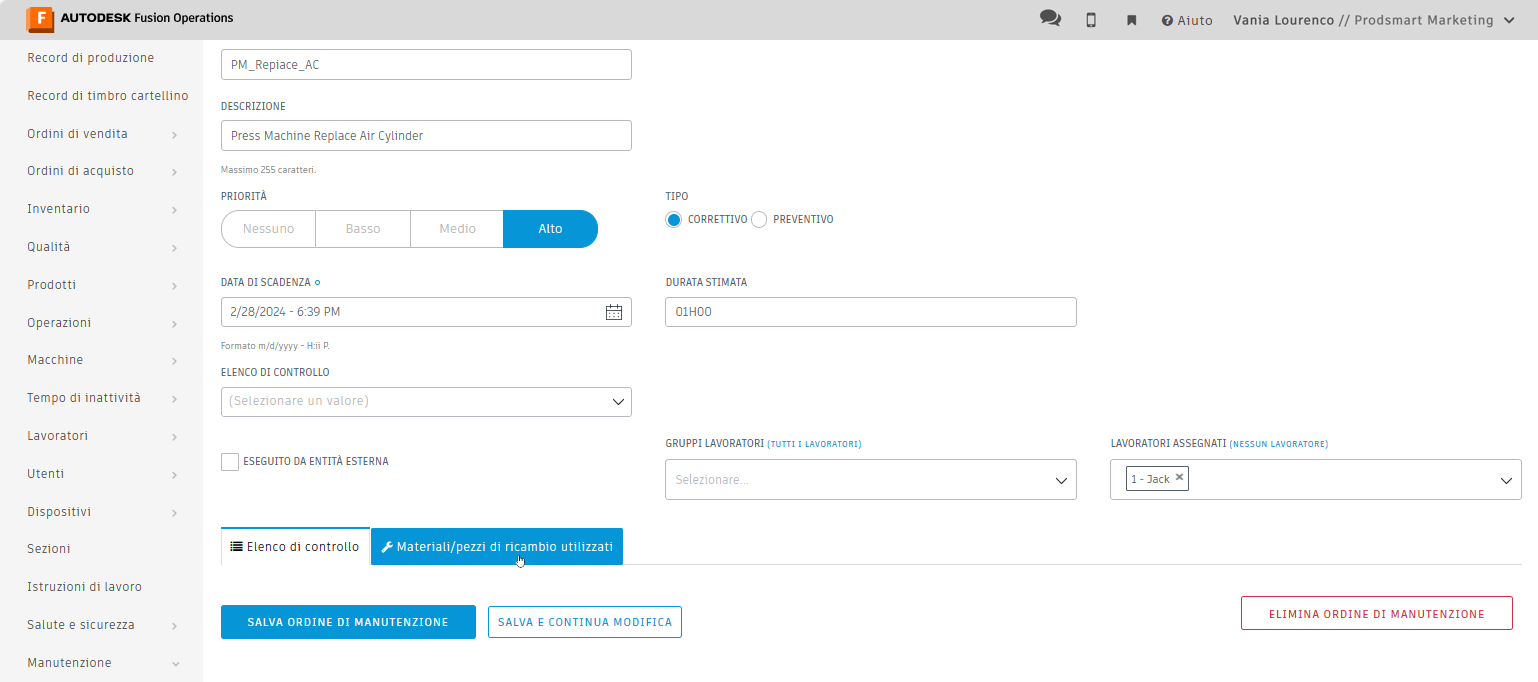 F AUTODESK Fusion Operations
Aiuto
Vania Lourenco // Prodsmart Marketing
Record di produzione
Record di timbro cartellino
Ordini di vendita
Ordini di acquisto
Inventario
Qualità
Prodotti
Operazioni
Macchine
Tempo di inattività
Lavoratori
Utenti
Dispositivi
Sezioni
Istruzioni di lavoro
Salute e sicurezza
Manutenzione
PM_Repiace_AC
DESCRIZIONE
Press Machine Replace Air Cylinder
Massimo 255 caratteri.
PRIORITÀ
Nessuno Basso Medio Alto
TIPO
CORRETTIVO PREVENTIVO
DATA DI SCADENZA
2/28/2024 - 6:39 PM
Formato m/d/yyyy - H:ii P.
DURATA STIMATA
01H00
ELENCO DI CONTROLLO
(Selezionare un valore)
ESEGUITO DA ENTITÀ ESTERNA
GRUPPI LAVORATORI (TUTTI I LAVORATORI)
Selezionare...
LAVORATORI ASSEGNATI (NESSUN LAVORATORE)
1 - Jack ×
Elenco di controllo
Materiali/pezzi di ricambio utilizzati
SALVA ORDINE DI MANUTENZIONE
SALVA E CONTINUA MODIFICA
ELIMINA ORDINE DI MANUTENZIONE